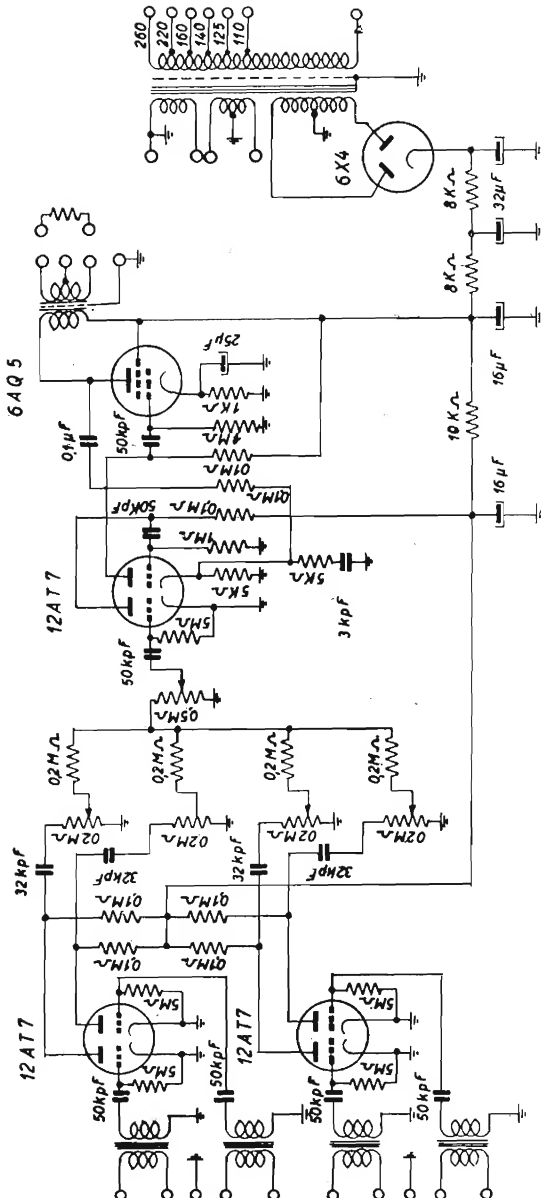 260
220
160
140
125
110
6X4
8KΩ
32µF
8KΩ
16µF
10KΩ
16µF
6AQ5
0,1µF
50kpF
25µF
1KΩ
1MΩ
0,1MΩ
0,1MΩ
50KpF
0,1MΩ
1MΩ
12AT7
5KΩ
5KΩ
3kpF
5MΩ
50kpF
0,5MΩ
0,2MΩ
0,2MΩ
0,2MΩ
0,2MΩ
0,2MΩ
0,2MΩ
0,2MΩ
0,2MΩ
32kpF
32kpF
32kpF
32kpF
0,1MΩ
0,1MΩ
0,1MΩ
0,1MΩ
12AT7
5MΩ
5MΩ
50kpF
50kpF
12AT7
5MΩ
5MΩ
50kpF
50kpF